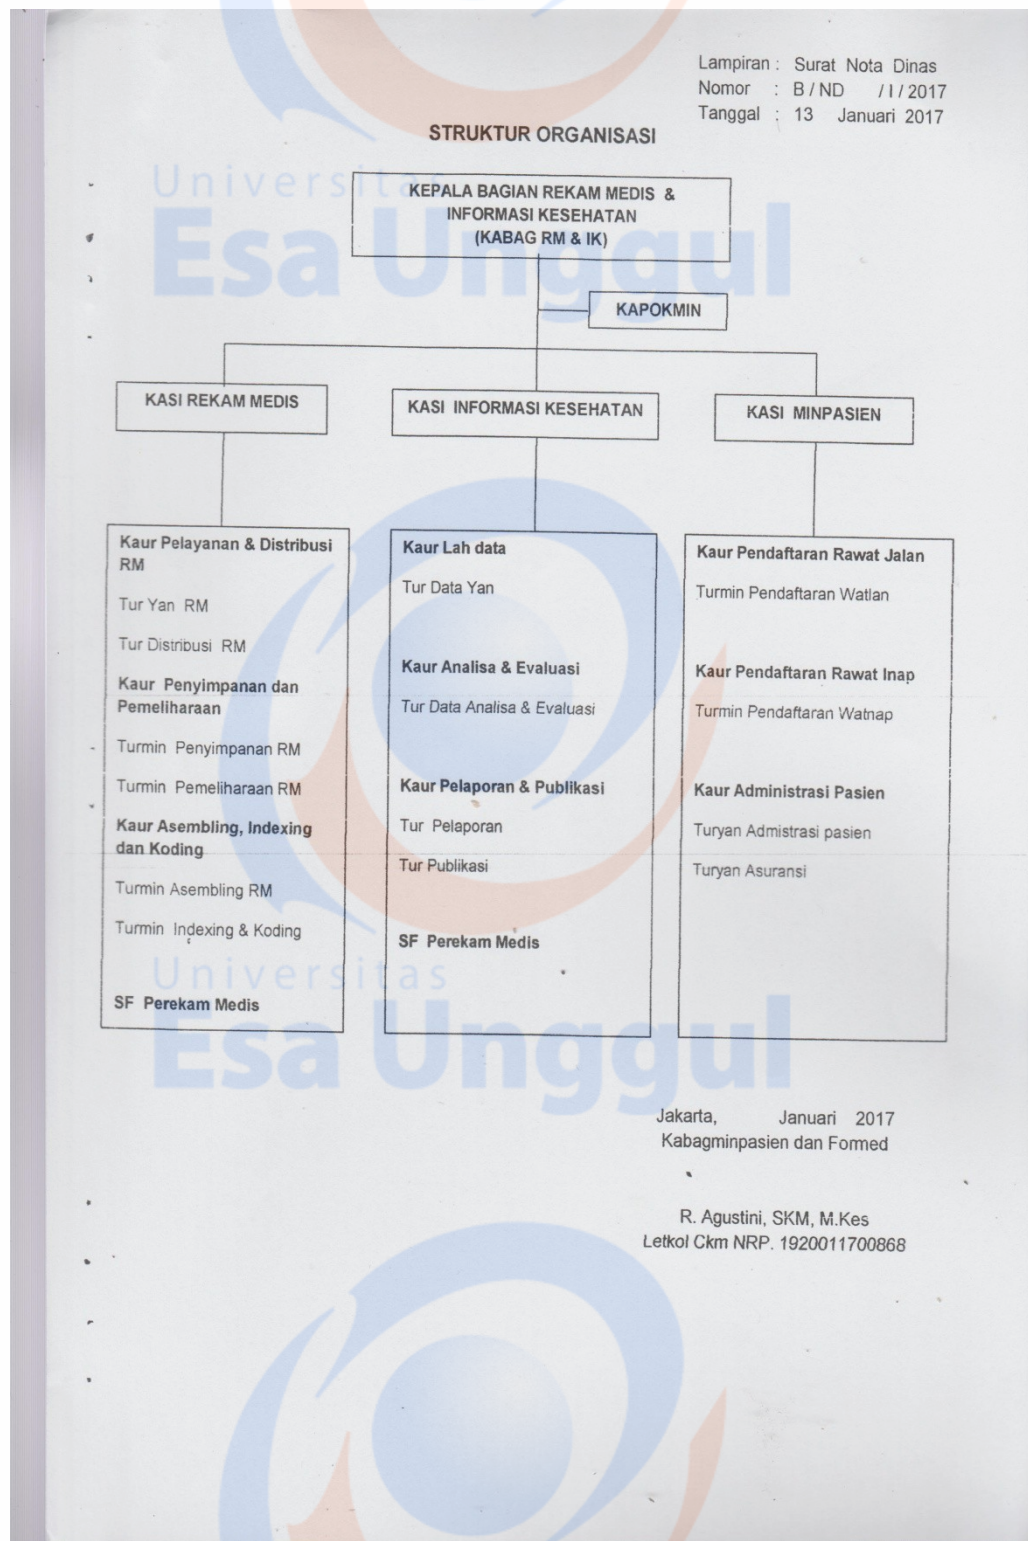 Lampiran : Surat Nota Dinas
Nomor : B / ND / I / 2017
Tanggal : 13 Januari 2017
STRUKTUR ORGANISASI
KEPALA BAGIAN REKAM MEDIS &
INFORMASI KESEHATAN
(KABAG RM & IK)
KAPOKMIN
KASI REKAM MEDIS
KASI INFORMASI KESEHATAN
KASI MINPASIEN
Kaur Pelayanan & Distribusi
RM
Tur Yan RM
Tur Distribusi RM
Kaur Penyimpanan dan
Pemeliharaan
Turmin Penyimpanan RM
Turmin Pemeliharaan RM
Kaur Asembling, Indexing
dan Koding
Turmin Asembling RM
Turmin Indexing & Koding
SF Perekam Medis
Kaur Lah data
Tur Data Yan
Kaur Analisa & Evaluasi
Tur Data Analisa & Evaluasi
Kaur Pelaporan & Publikasi
Tur Pelaporan
Tur Publikasi
SF Perekam Medis
Kaur Pendaftaran Rawat Jalan
Turmin Pendaftaran Watlan
Kaur Pendaftaran Rawat Inap
Turmin Pendaftaran Watnap
Kaur Administrasi Pasien
Turyan Admistrasi pasien
Turyan Asuransi
Jakarta, Januari 2017
Kabagminpasien dan Formed
R. Agustini, SKM, M.Kes
Letkol Ckm NRP. 1920011700868
Universitas
Esa Unggul
Universitas
Esa Unggul